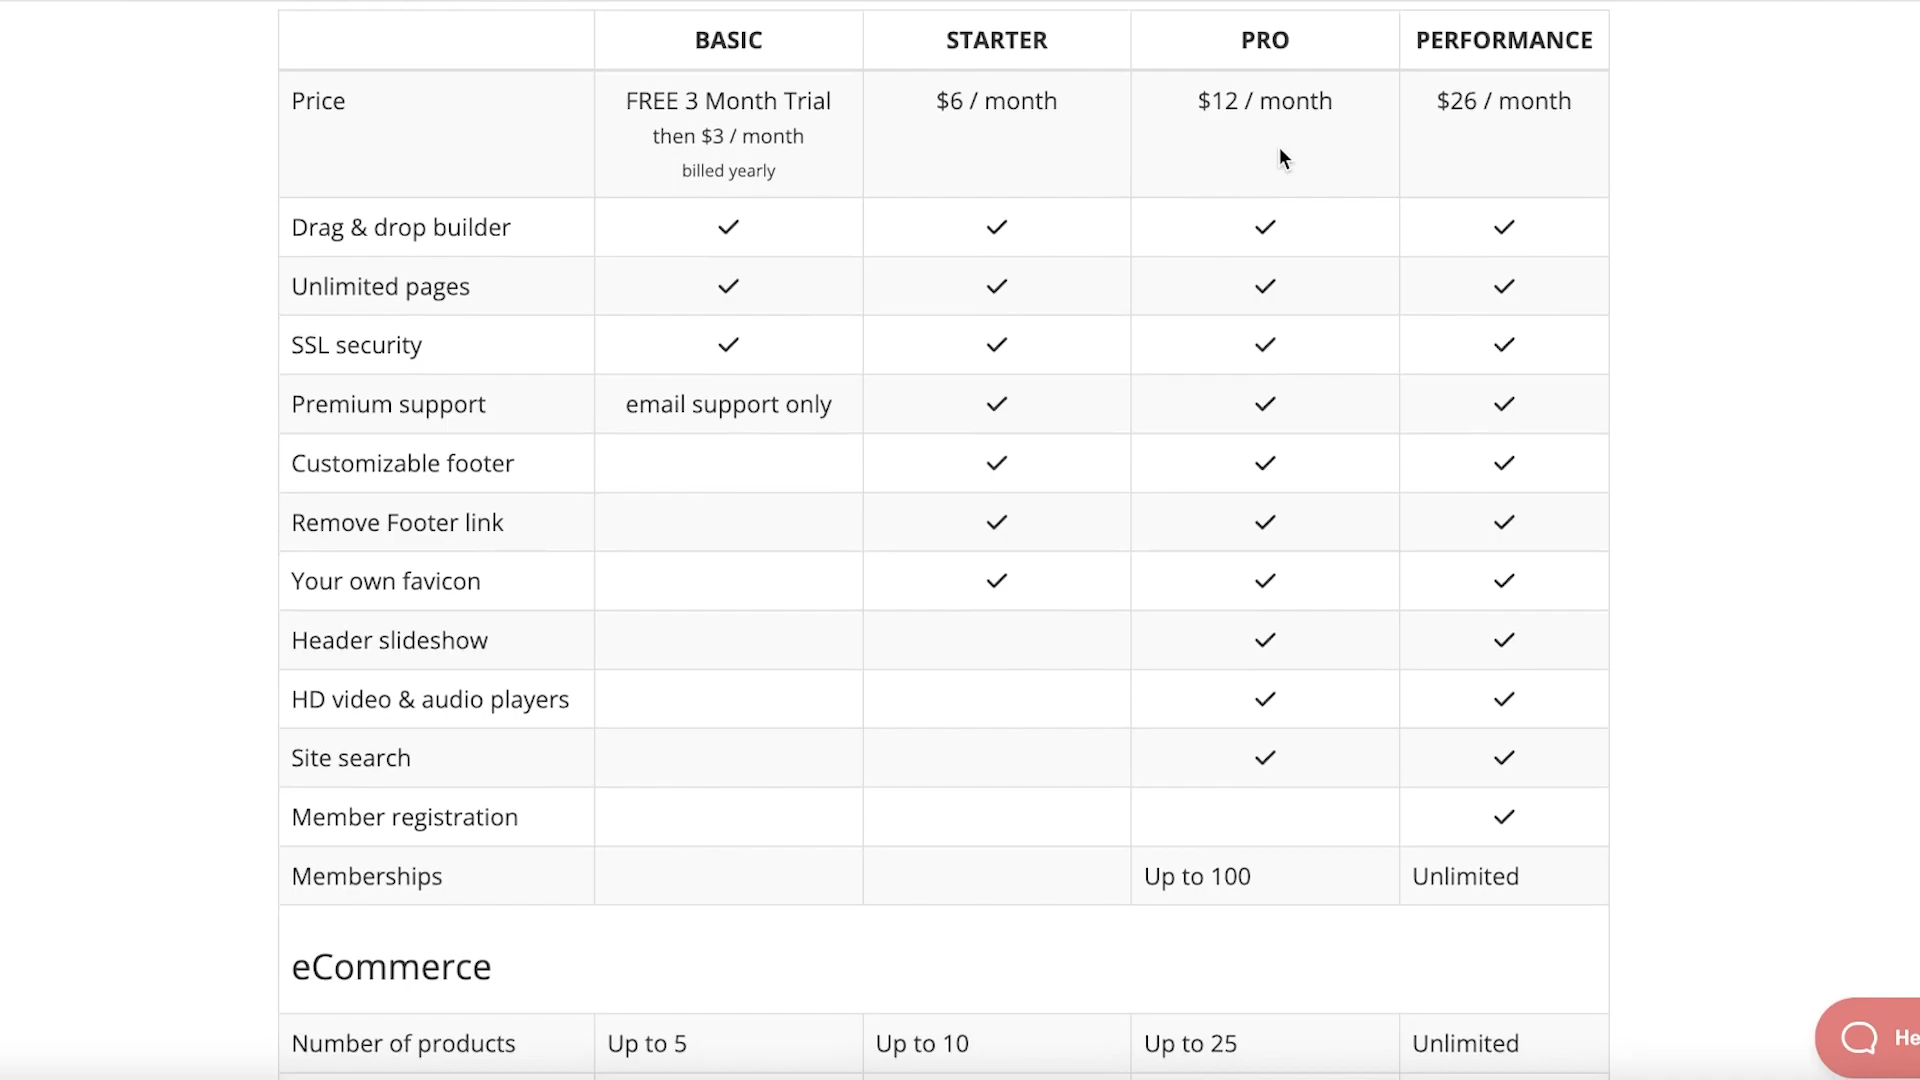 BASIC STARTER PRO PERFORMANCE
Price FREE 3 Month Trial $6 / month $12 / month $26 / month
then $3 / month
billed yearly
Drag & drop builder ✓ ✓ ✓ ✓
Unlimited pages ✓ ✓ ✓ ✓
SSL security ✓ ✓ ✓ ✓
Premium support email support only ✓ ✓ ✓
Customizable footer ✓ ✓ ✓
Remove Footer link ✓ ✓ ✓
Your own favicon ✓ ✓ ✓
Header slideshow ✓ ✓
HD video & audio players ✓ ✓
Site search ✓ ✓
Member registration ✓
Memberships Up to 100 Unlimited
eCommerce
Number of products Up to 5 Up to 10 Up to 25 Unlimited
He